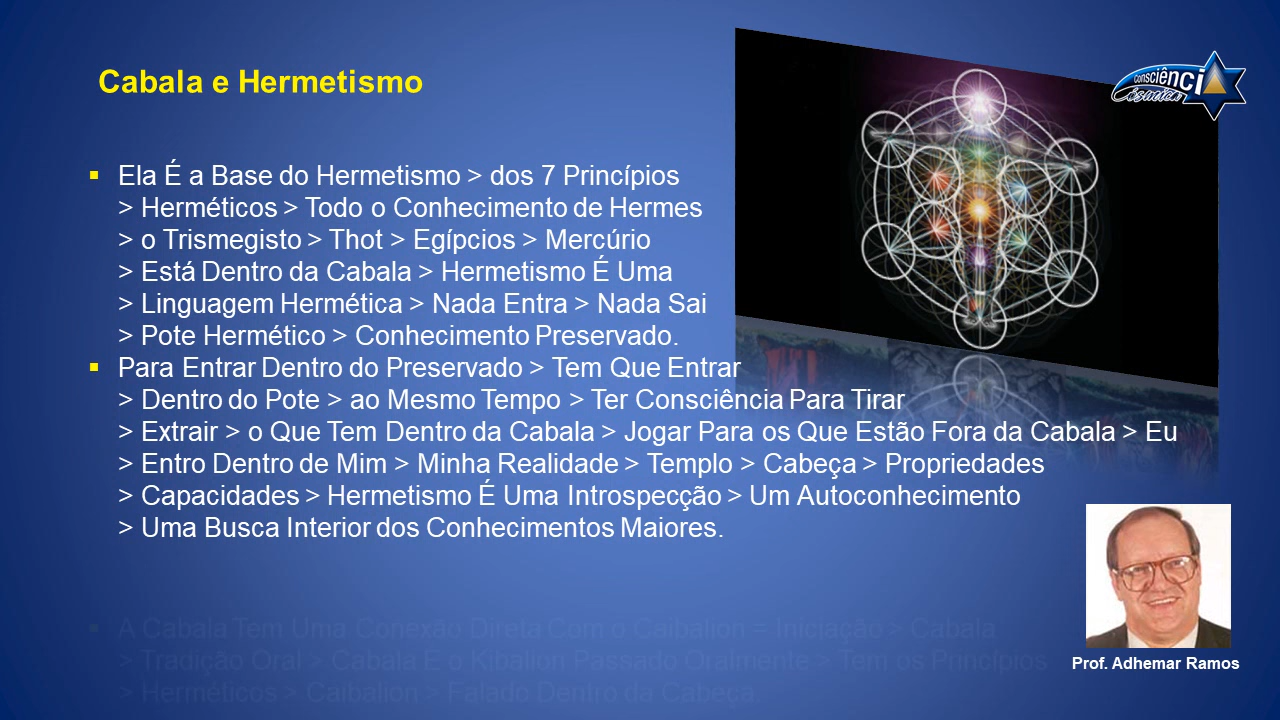 Cabala e Hermetismo
consciênci
Cósmica
▪ Ela É a Base do Hermetismo > dos 7 Princípios
> Herméticos > Todo o Conhecimento de Hermes
> o Trismegisto > Thot > Egípcios > Mercúrio
> Está Dentro da Cabala > Hermetismo É Uma
> Linguagem Hermética > Nada Entra > Nada Sai
> Pote Hermético > Conhecimento Preservado.
▪ Para Entrar Dentro do Preservado > Tem Que Entrar
> Dentro do Pote > ao Mesmo Tempo > Ter Consciência Para Tirar
> Extrair > o Que Tem Dentro da Cabala > Jogar Para os Que Estão Fora da Cabala > Eu
> Entro Dentro de Mim > Minha Realidade > Templo > Cabeça > Propriedades
> Capacidades > Hermetismo É Uma Introspecção > Um Autoconhecimento
> Uma Busca Interior dos Conhecimentos Maiores.
▪ A Cabala Tem Uma Conexão Direta Com o Caibalion = Iniciação > Cabala
> Tradição Oral > Cabala É o Kibalion Passado Oralmente > Tem os Princípios
> Herméticos > Caibalion > Falado Dentro da Cabeça.
Prof. Adhemar Ramos